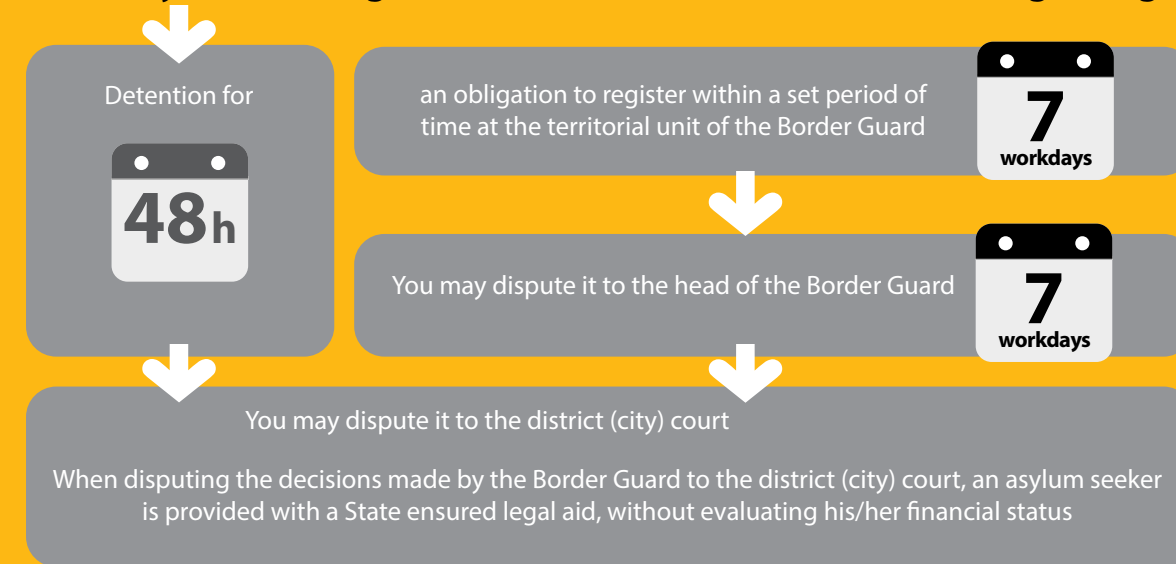 Detention for
48h
an obligation to register within a set period of
time at the territorial unit of the Border Guard
7
workdays
You may dispute it to the head of the Border Guard
7
workdays
You may dispute it to the district (city) court
When disputing the decisions made by the Border Guard to the district (city) court, an asylum seeker
is provided with a State ensured legal aid, without evaluating his/her financial status